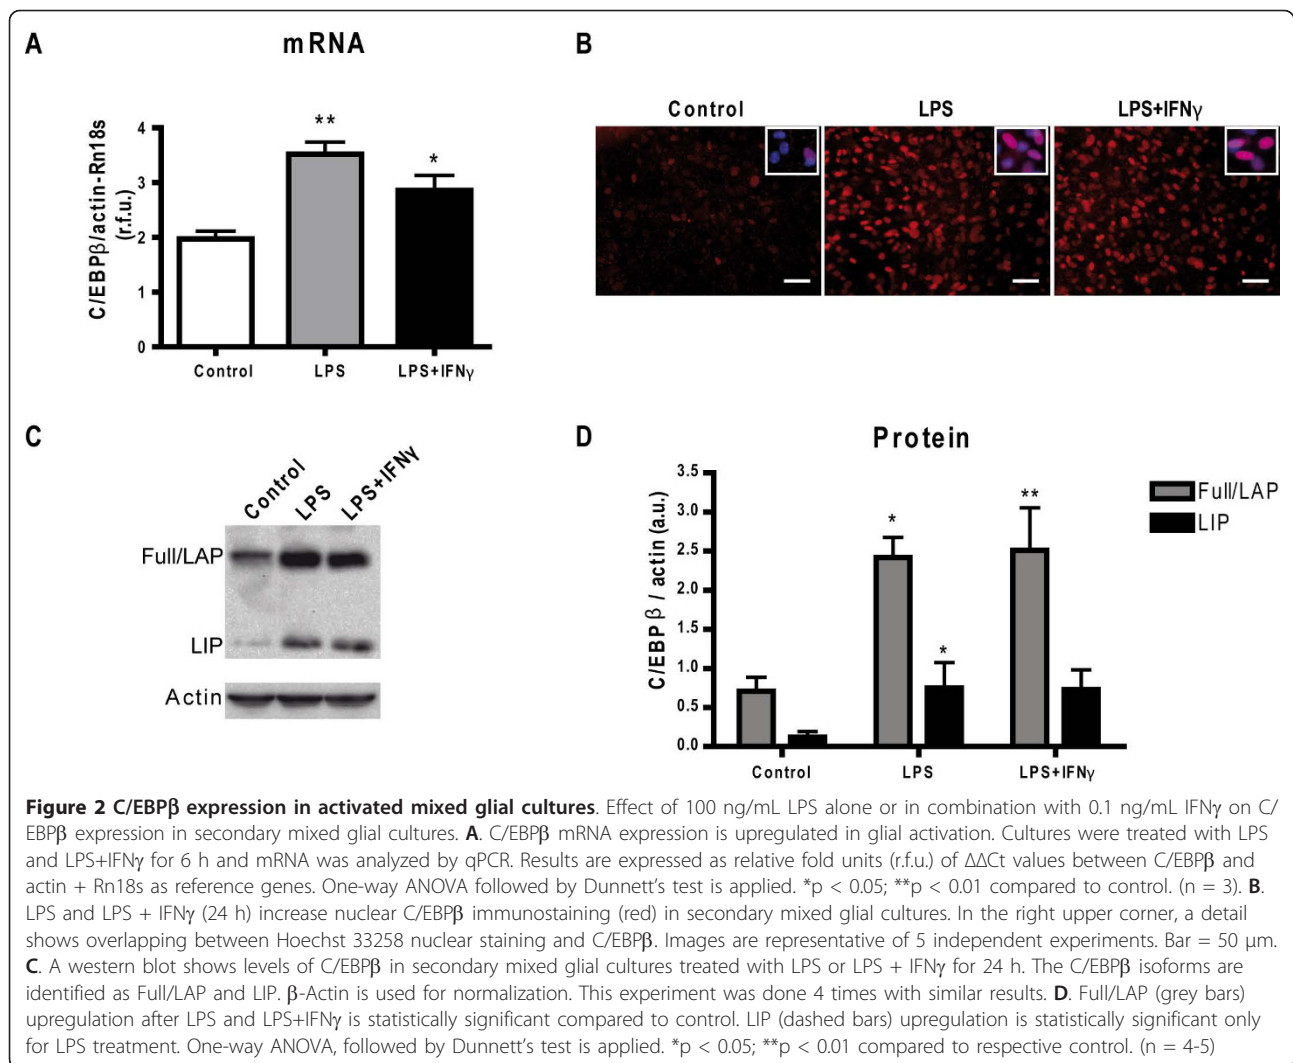 A
mRNA
C/EBPβ/actin-Rn18s
(r.f.u.)
4
3
2
1
0
**
*
Control
LPS
LPS+IFNγ
B
Control
LPS
LPS+IFNγ
C
Control
LPS
LPS+IFNγ
Full/LAP
LIP
Actin
D
Protein
C/EBP β / actin (a.u.)
3.5
3.0
2.5
2.0
1.5
1.0
0.5
0.0
*
*
**
Control
LPS
LPS+IFNγ
Full/LAP
LIP
Figure 2 C/EBPβ expression in activated mixed glial cultures. Effect of 100 ng/mL LPS alone or in combination with 0.1 ng/mL IFNγ on C/
EBPβ expression in secondary mixed glial cultures. A. C/EBPβ mRNA expression is upregulated in glial activation. Cultures were treated with LPS
and LPS+IFNγ for 6 h and mRNA was analyzed by qPCR. Results are expressed as relative fold units (r.f.u.) of ΔΔCt values between C/EBPβ and
actin + Rn18s as reference genes. One-way ANOVA followed by Dunnett's test is applied. *p < 0.05; **p < 0.01 compared to control. (n = 3). B.
LPS and LPS + IFNγ (24 h) increase nuclear C/EBPβ immunostaining (red) in secondary mixed glial cultures. In the right upper corner, a detail
shows overlapping between Hoechst 33258 nuclear staining and C/EBPβ. Images are representative of 5 independent experiments. Bar = 50 μm.
C. A western blot shows levels of C/EBPβ in secondary mixed glial cultures treated with LPS or LPS + IFNγ for 24 h. The C/EBPβ isoforms are
identified as Full/LAP and LIP. β-Actin is used for normalization. This experiment was done 4 times with similar results. D. Full/LAP (grey bars)
upregulation after LPS and LPS+IFNγ is statistically significant compared to control. LIP (dashed bars) upregulation is statistically significant only
for LPS treatment. One-way ANOVA, followed by Dunnett's test is applied. *p < 0.05; **p < 0.01 compared to respective control. (n = 4-5)